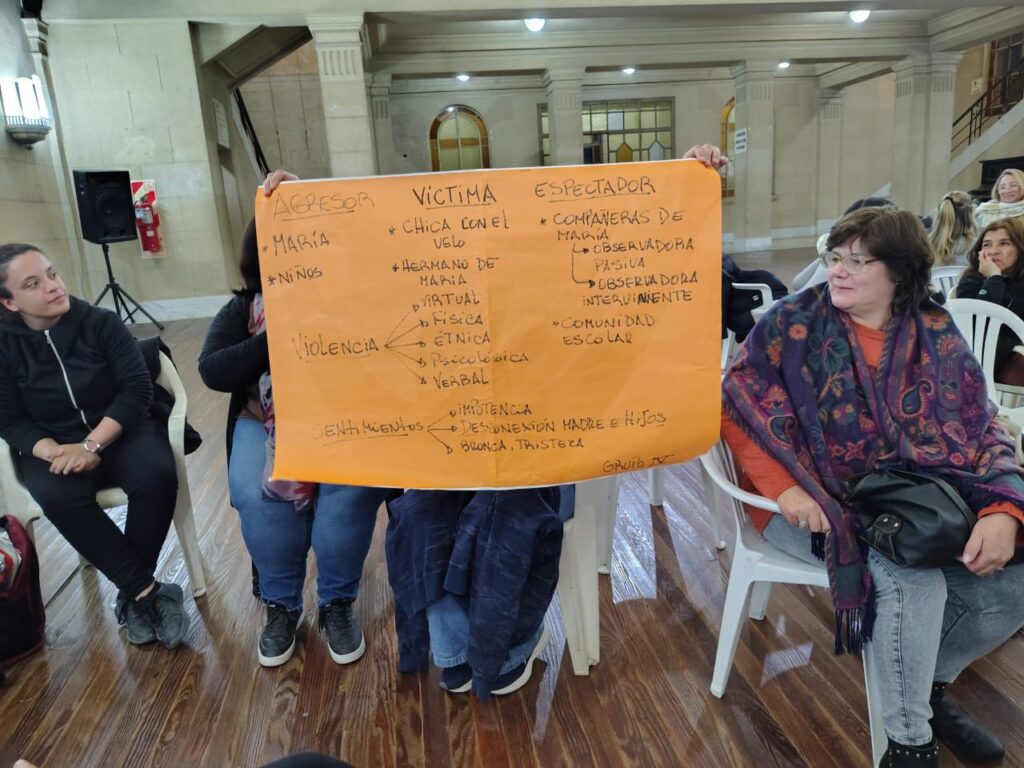 AGRESOR
* MARÍA
* NIÑOS
VÍCTIMA
* CHICA CON EL
VELO
* HERMANO DE
MARÍA
ESPECTADOR
* COMPAÑERAS DE
MARÍA
OBSERVADORA
PASIVA
OBSERVADORA
INTERVINIENTE
* COMUNIDAD
ESCOLAR
VIOLENCIA
VIRTUAL
FÍSICA
ETNICA
PSICOLÓGICA
VERBAL
SENTIMIENTOS
IMPOTENCIA
DESCONEXIÓN MADRE E HIJOS
BRONCA, TRISTEZA
GRUPO IV